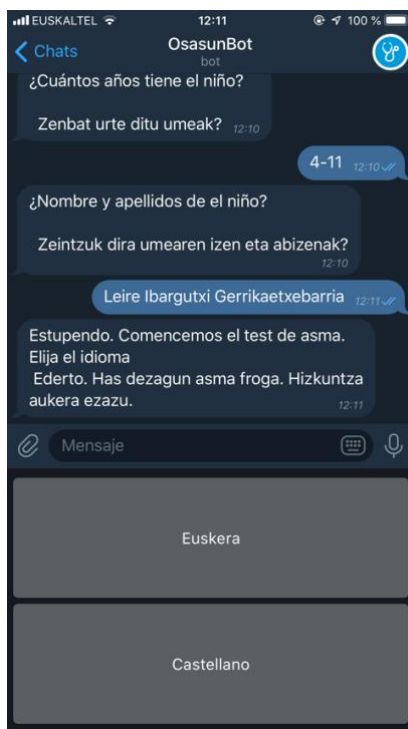 EUSKALTEL 12:11 100 %
Chats
OsasunBot
bot
¿Cuántos años tiene el niño?
Zenbat urte ditu umeak? 12:10
4-11 12:10
¿Nombre y apellidos de el niño?
Zeintzuk dira umearen izen eta abizenak?
12:10
Leire Ibargutxi Gerrikaetxebarria 12:11
Estupendo. Comencemos el test de asma.
Elija el idioma
Ederto. Has dezagun asma froga. Hizkuntza
aukera ezazu. 12:11
Mensaje
Euskera
Castellano